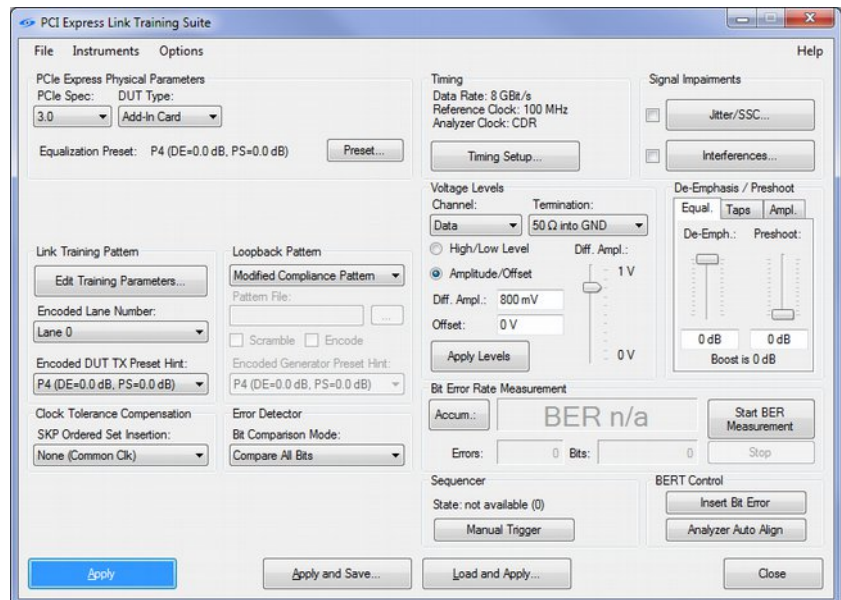 PCI Express Link Training Suite
File Instruments Options Help
PCIe Express Physical Parameters
PCIe Spec: DUT Type:
3.0 Add-In Card
Equalization Preset: P4 (DE=0.0 dB, PS=0.0 dB) Preset...
Timing
Data Rate: 8 GBit/s
Reference Clock: 100 MHz
Analyzer Clock: CDR
Timing Setup...
Signal Impairments
Jitter/SSC...
Interferences...
Voltage Levels
Channel: Termination:
Data 50 Ω into GND
High/Low Level Diff. Ampl.:
Amplitude/Offset 1 V
Diff. Ampl.: 800 mV
Offset: 0 V
Apply Levels 0 V
De-Emphasis / Preshoot
Equal. Taps Ampl.
De-Emph.: Preshoot:
0 dB 0 dB
Boost is 0 dB
Link Training Pattern
Edit Training Parameters...
Encoded Lane Number:
Lane 0
Encoded DUT TX Preset Hint:
P4 (DE=0.0 dB, PS=0.0 dB)
Loopback Pattern
Modified Compliance Pattern
Pattern File:
...
Scramble Encode
Encoded Generator Preset Hint:
P4 (DE=0.0 dB, PS=0.0 dB)
Clock Tolerance Compensation
SKP Ordered Set Insertion:
None (Common Clk)
Error Detector
Bit Comparison Mode:
Compare All Bits
Bit Error Rate Measurement
Accum.: BER n/a
Start BER
Measurement
Errors: 0 Bits: 0 Stop
Sequencer
State: not available (0)
Manual Trigger
BERT Control
Insert Bit Error
Analyzer Auto Align
Apply Apply and Save... Load and Apply... Close